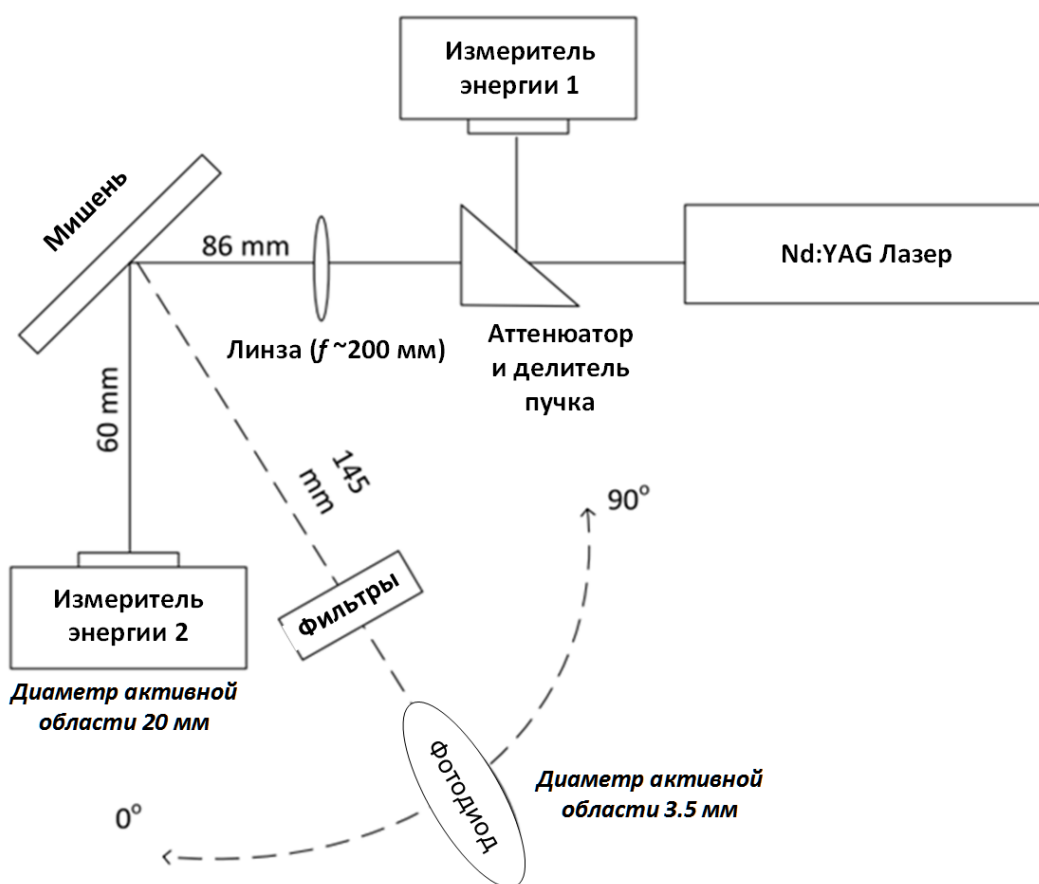 Измеритель
энергии 1
Мишень
86 mm
Nd:YAG Лазер
Линза (f ~200 мм)
Аттенюатор
и делитель
пучка
60 mm
145
mm
90°
Измеритель
энергии 2
Фильтры
Диаметр активной
области 20 мм
Фотодиод
Диаметр активной
области 3.5 мм
0°